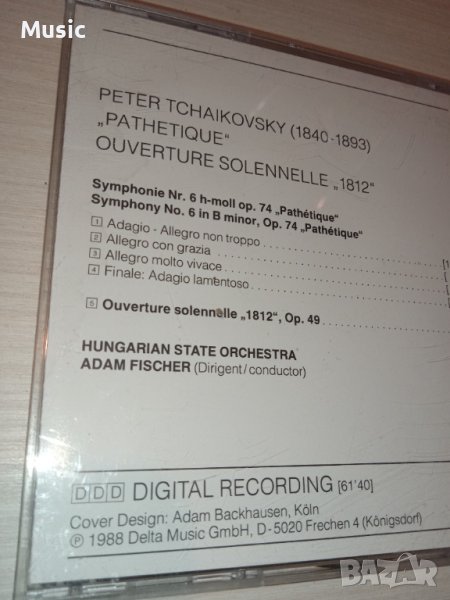 Music
PETER TCHAIKOVSKY (1840-1893)
„PATHETIQUE“
OUVERTURE SOLENNELLE „1812“
Symphonie Nr. 6 h-moll op. 74 „Pathétique“
Symphony No. 6 in B minor, Op. 74 „Pathétique“
1 Adagio - Allegro non troppo
2 Allegro con grazia
3 Allegro molto vivace
4 Finale: Adagio lamentoso
5 Ouverture solennelle „1812“, Op. 49
HUNGARIAN STATE ORCHESTRA
ADAM FISCHER (Dirigent/conductor)
DDD DIGITAL RECORDING [61'40]
Cover Design: Adam Backhausen, Köln
℗ 1988 Delta Music GmbH, D-5020 Frechen 4 (Königsdorf)
BAZAR